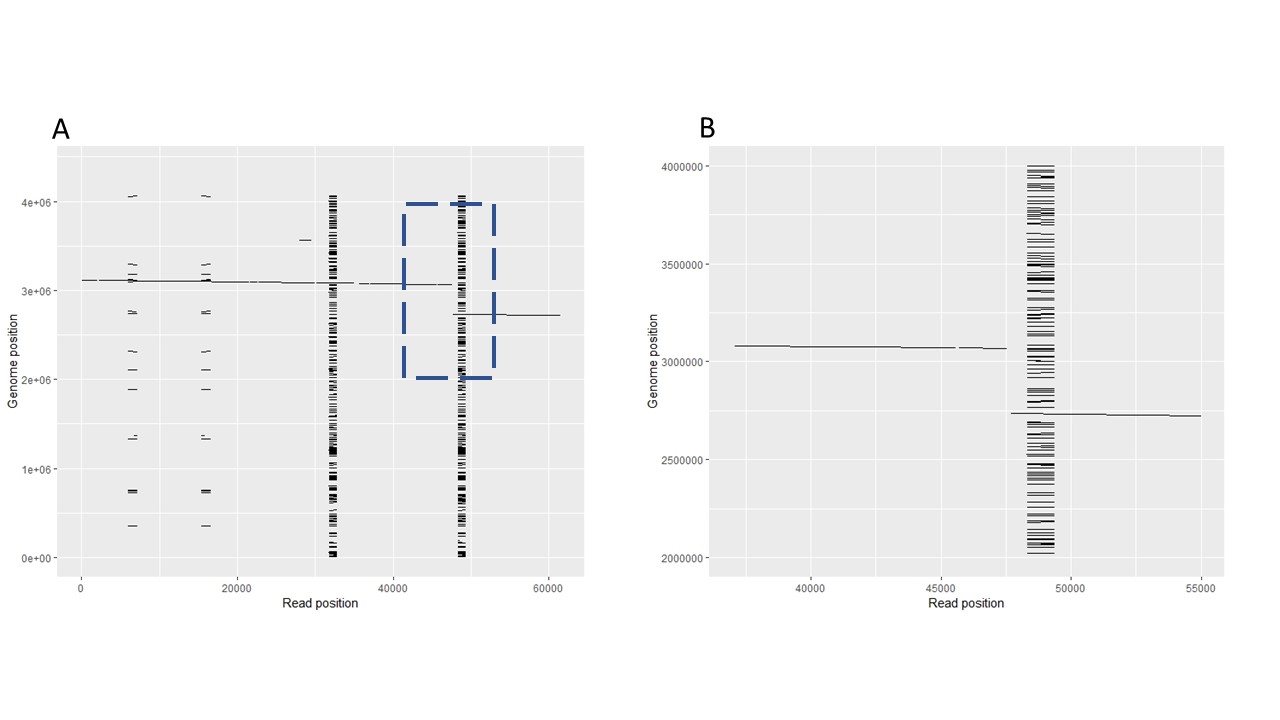 A
Genome position
4e+06
3e+06
2e+06
1e+06
0e+00
0
20000
40000
60000
Read position
B
Genome position
4000000
3500000
3000000
2500000
2000000
40000
45000
50000
55000
Read position